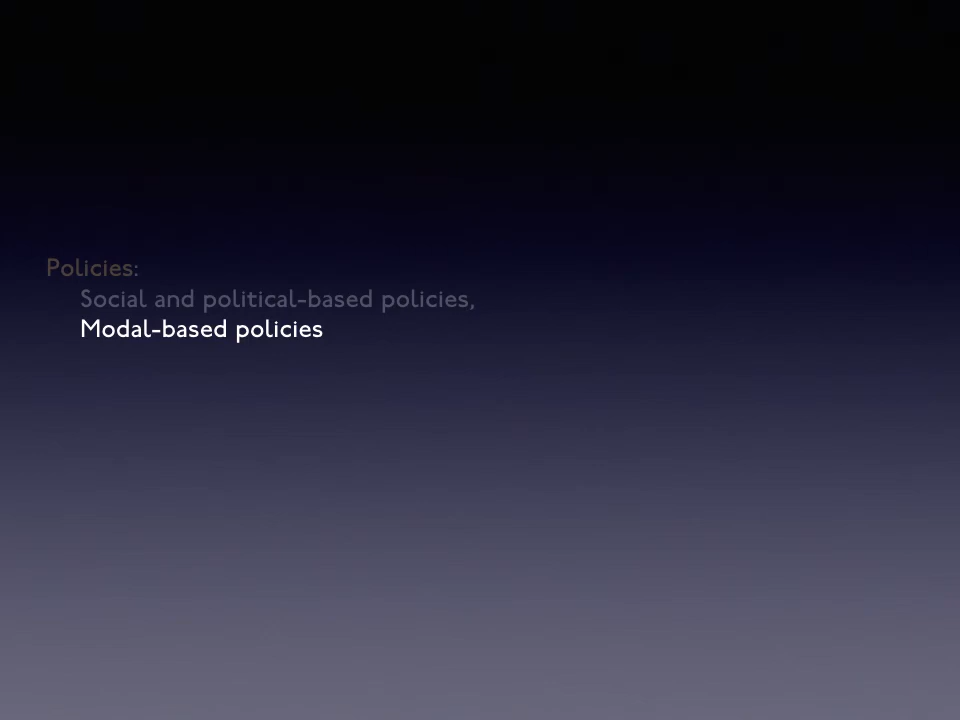 Policies:
Social and political-based policies,
Modal-based policies